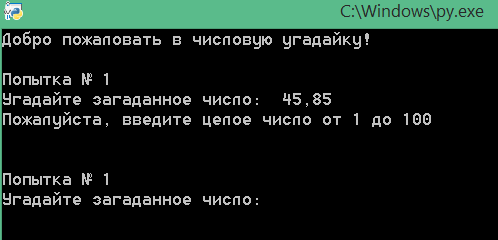 C:\Windows\py.exe
Добро пожаловать в числовую угадайку!
Попытка № 1
Угадайте загаданное число:  45,85
Пожалуйста, введите целое число от 1 до 100
Попытка № 1
Угадайте загаданное число: